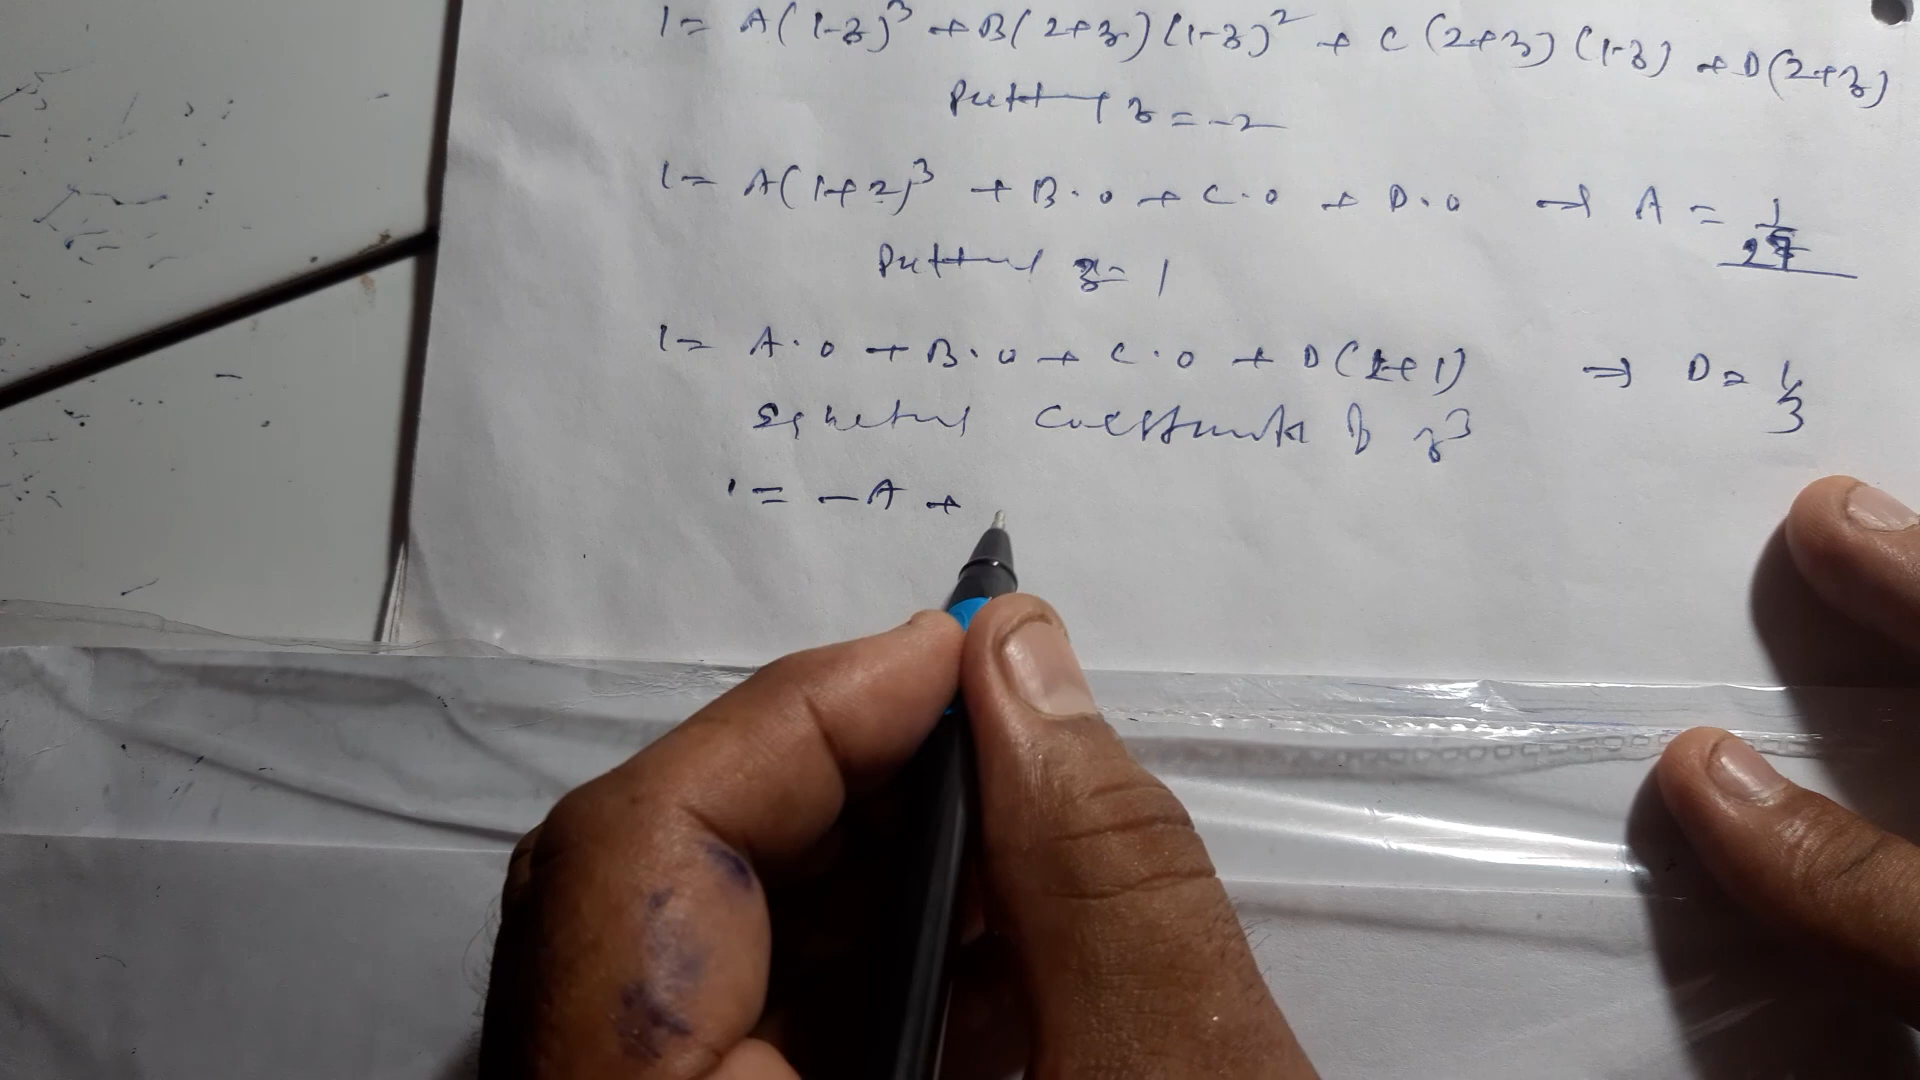 1 = A(1-z)³ + B(2+z)(1-z)² + C(2+z)(1-z) + D(2+z)
Putting z = -2
1 = A(1+2)³ + B·0 + C·0 + D·0 ⇒ A = 1/27
Putting z = 1
1 = A·0 + B·0 + C·0 + D(2+1) ⇒ D = 1/3
Equating coefficients of z³
1 = -A +